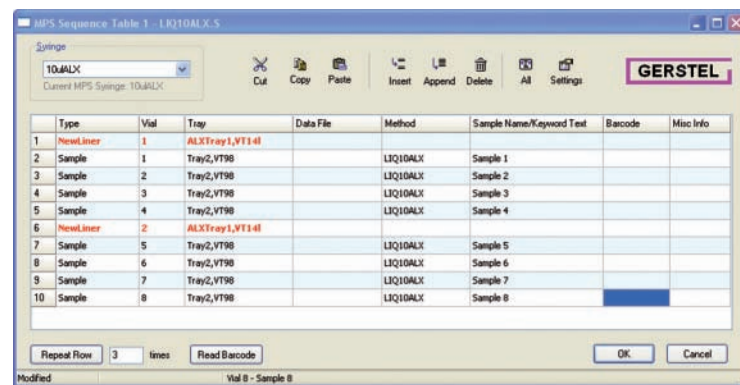 MPS Sequence Table 1 - LIQ10ALX.S
Syringe
10ulALX
Current MPS Syringe: 10ulALX
Cut Copy Paste Insert Append Delete All Settings
GERSTEL
Type Vial Tray Data File Method Sample Name/Keyword Text Barcode Misc Info
1 NewLiner 1 ALXTray1,VT14l
2 Sample 1 Tray2,VT98 LIQ10ALX Sample 1
3 Sample 2 Tray2,VT98 LIQ10ALX Sample 2
4 Sample 3 Tray2,VT98 LIQ10ALX Sample 3
5 Sample 4 Tray2,VT98 LIQ10ALX Sample 4
6 NewLiner 2 ALXTray1,VT14l
7 Sample 5 Tray2,VT98 LIQ10ALX Sample 5
8 Sample 6 Tray2,VT98 LIQ10ALX Sample 6
9 Sample 7 Tray2,VT98 LIQ10ALX Sample 7
10 Sample 8 Tray2,VT98 LIQ10ALX Sample 8
Repeat Row 3 times Read Barcode OK Cancel
Modified Vial 8 - Sample 8